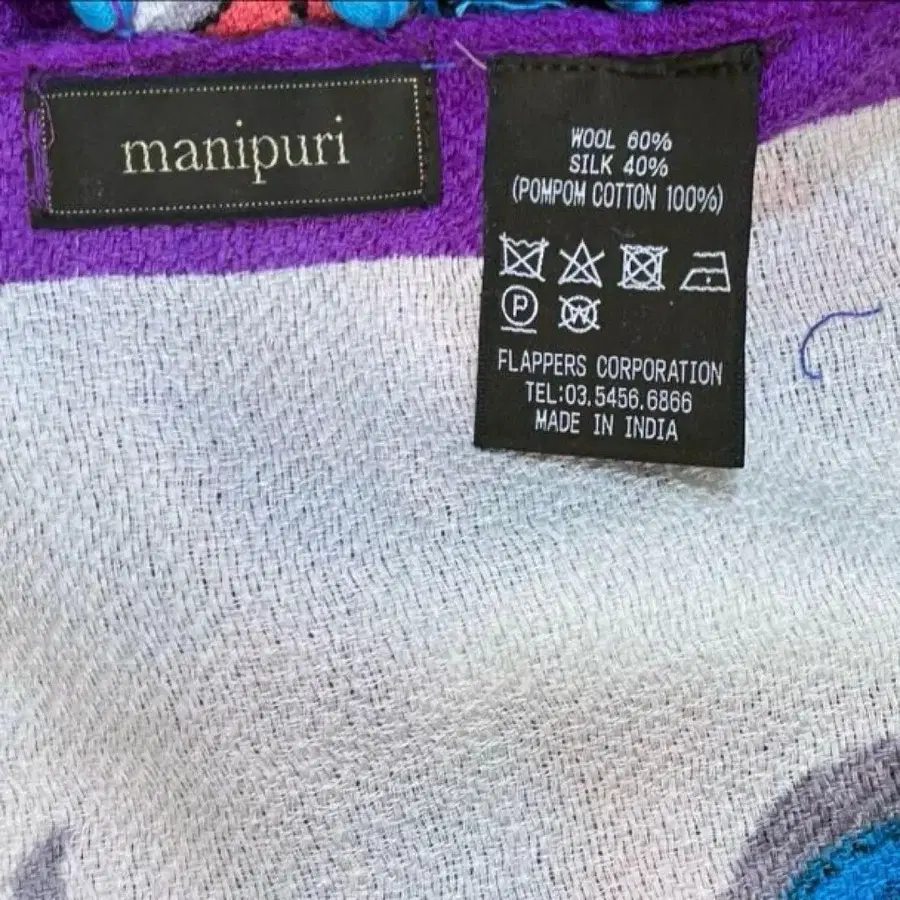 manipuri
WOOL 60%
SILK 40%
(POMPOM COTTON 100%)
P
W
FLAPPERS CORPORATION
TEL:03.5456.6866
MADE IN INDIA